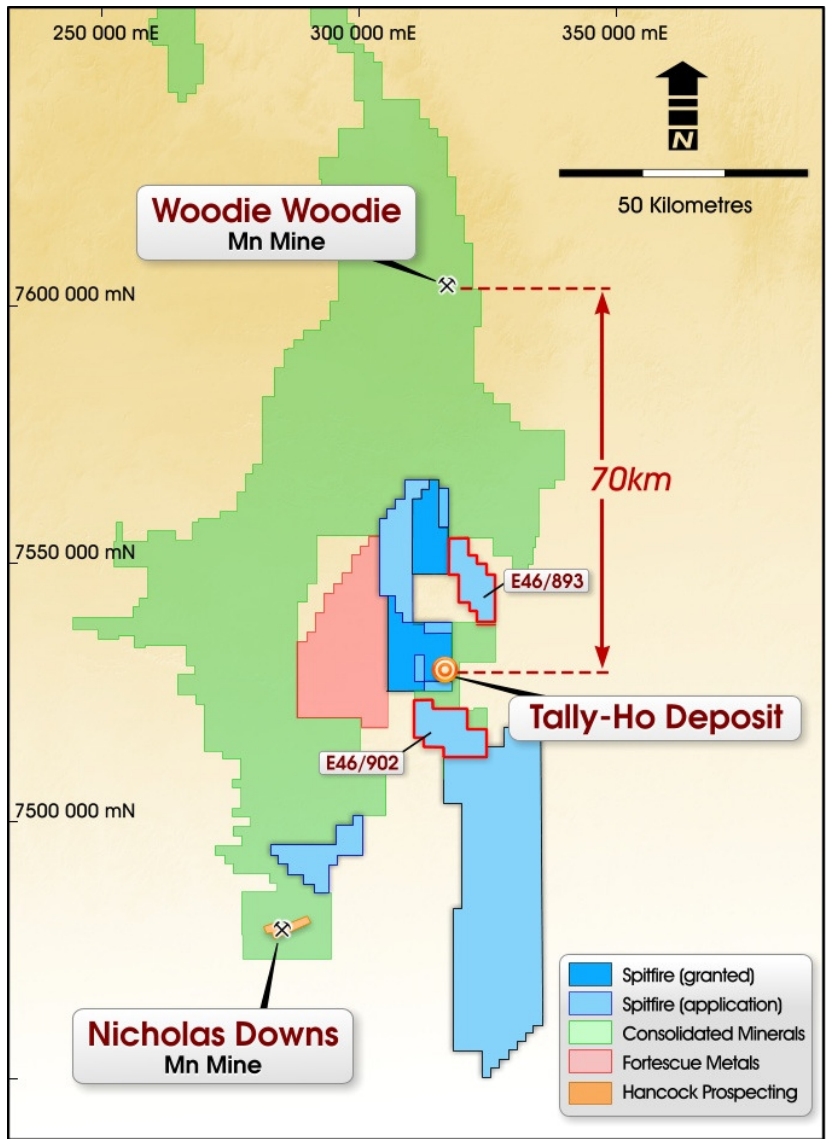 250 000 mE
300 000 mE
350 000 mE
N
50 Kilometres
Woodie Woodie
Mn Mine
7600 000 mN
70km
7550 000 mN
E46/893
Tally-Ho Deposit
E46/902
7500 000 mN
Nicholas Downs
Mn Mine
Spitfire (granted)
Spitfire (application)
Consolidated Minerals
Fortescue Metals
Hancock Prospecting